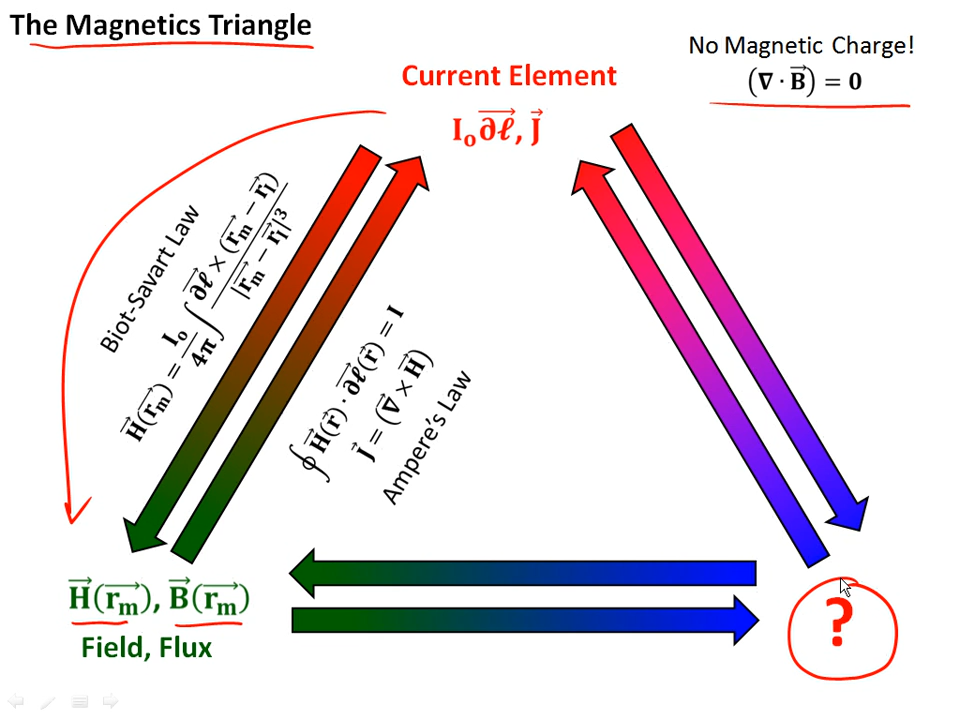 The Magnetics Triangle
No Magnetic Charge!
(∇ · B⃗) = 0
Current Element
I₀ ∂ℓ⃗, J⃗
Biot-Savart Law
H⃗(r⃗ₘ) = I₀/4π ∫ ∂ℓ⃗ × (r⃗ₘ − r⃗ₗ) / |r⃗ₘ − r⃗ₗ|³
∮ H⃗(r⃗) · ∂ℓ⃗(r⃗) = I
J⃗ = (∇⃗ × H⃗)
Ampere's Law
H⃗(r⃗ₘ), B⃗(r⃗ₘ)
Field, Flux
?